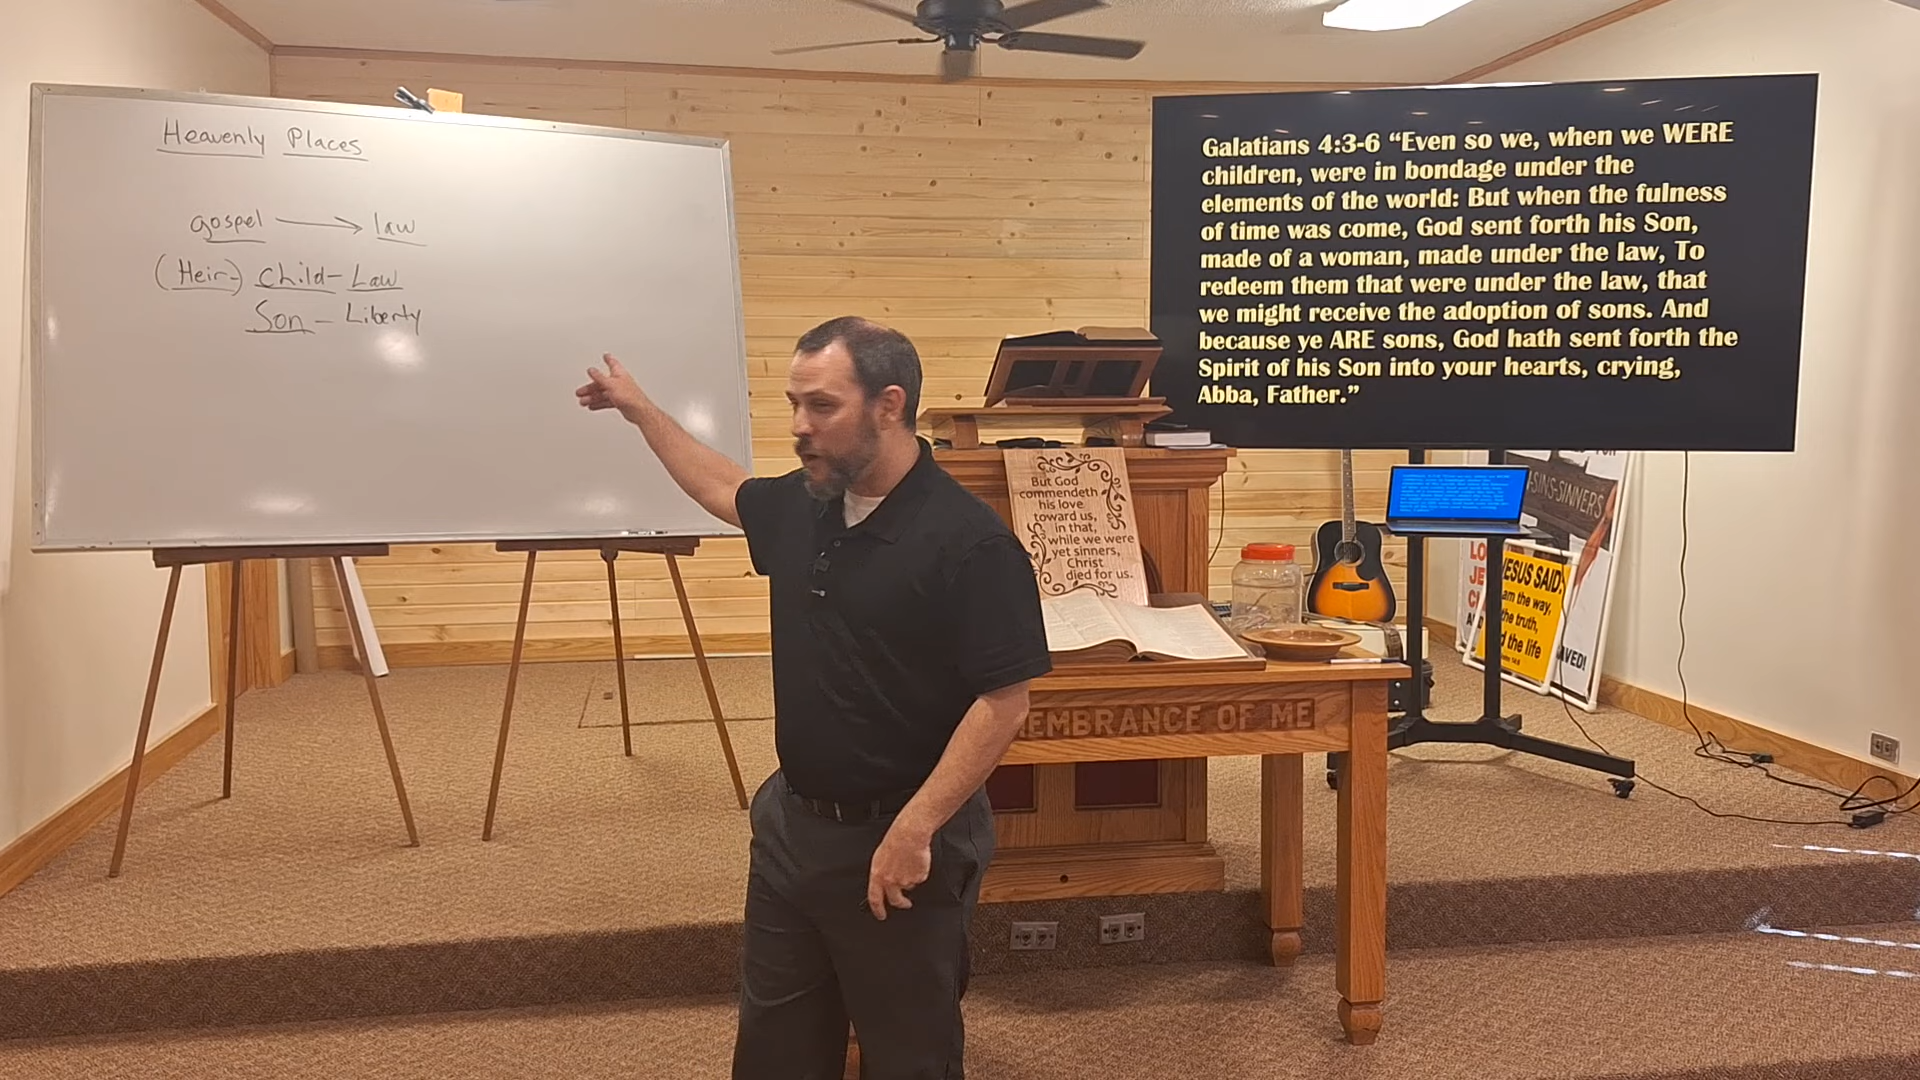 Heavenly Places
gospel → law
(Heir-) child - Law
Son - Liberty
Galatians 4:3-6 “Even so we, when we WERE
children, were in bondage under the
elements of the world: But when the fulness
of time was come, God sent forth his Son,
made of a woman, made under the law, To
redeem them that were under the law, that
we might receive the adoption of sons. And
because ye ARE sons, God hath sent forth the
Spirit of his Son into your hearts, crying,
Abba, Father.”
But God
commendeth
his love
toward us,
in that,
while we were
yet sinners,
Christ
died for us.
EMBRANCE OF ME
SINS-SINNERS
LO
JE
JESUS SAID:
am the way,
the truth,
d the life
AVED!